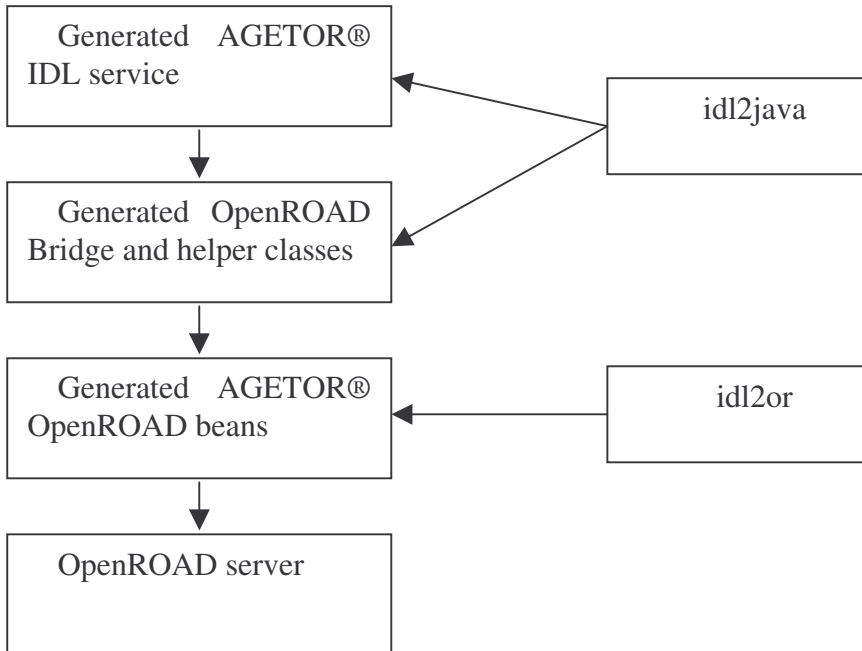 Generated AGETOR®
IDL service
idl2java
Generated OpenROAD
Bridge and helper classes
Generated AGETOR®
OpenROAD beans
idl2or
OpenROAD server